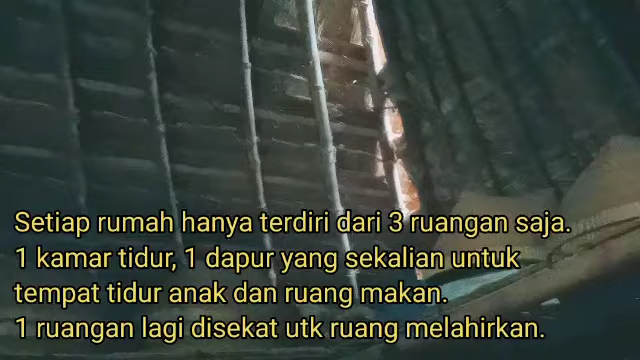 Setiap rumah hanya terdiri dari 3 ruangan saja.
1 kamar tidur, 1 dapur yang sekalian untuk
tempat tidur anak dan ruang makan.
1 ruangan lagi disekat utk ruang melahirkan.